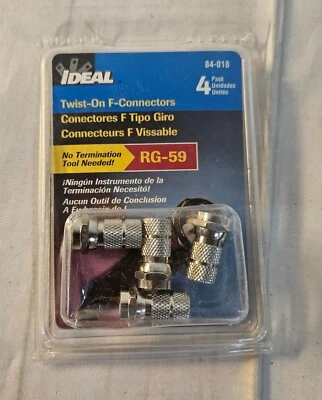 IDEAL
84-018
4 Pack
Unidades
Unités
Twist-On F-Connectors
Conectores F Tipo Giro
Connecteurs F Vissable
No Termination
Tool Needed!
RG-59
¡Ningún Instrumento de la
Terminación Necesitó!
Aucun Outil de Conclusion